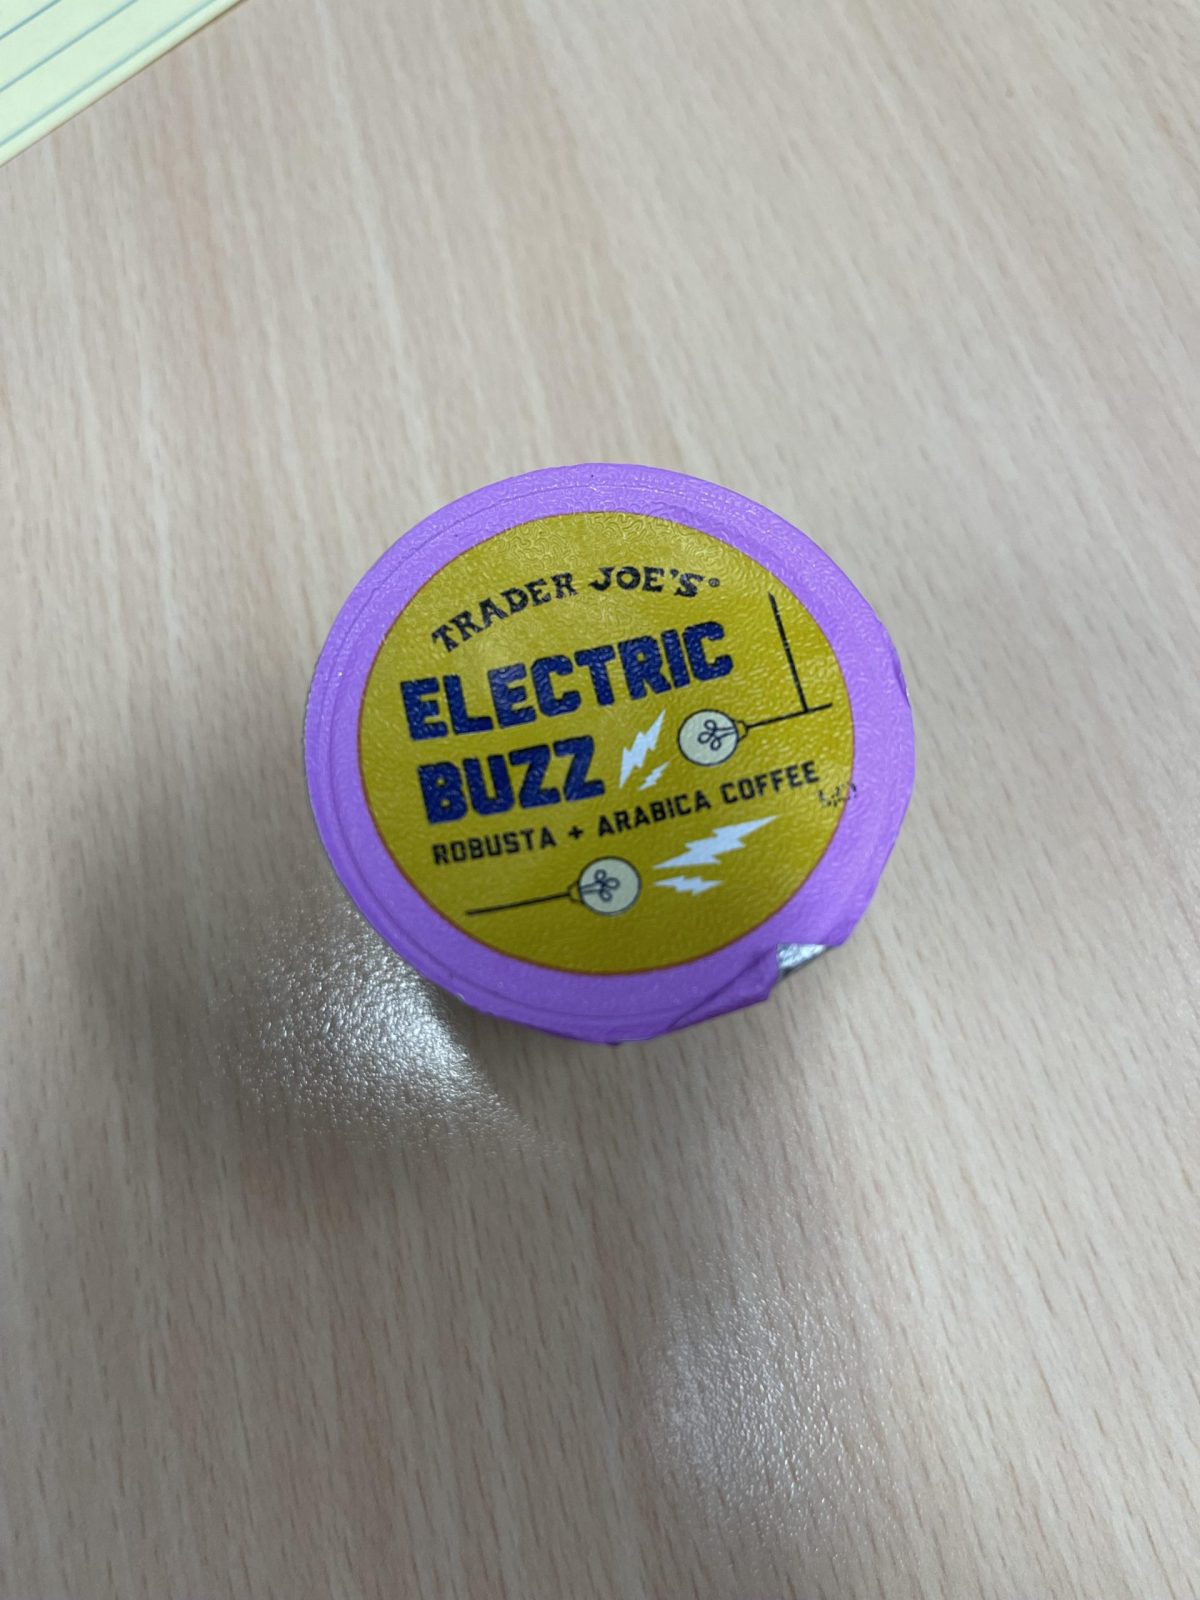 TRADER JOE'S
ELECTRIC
BUZZ
ROBUSTA + ARABICA COFFEE